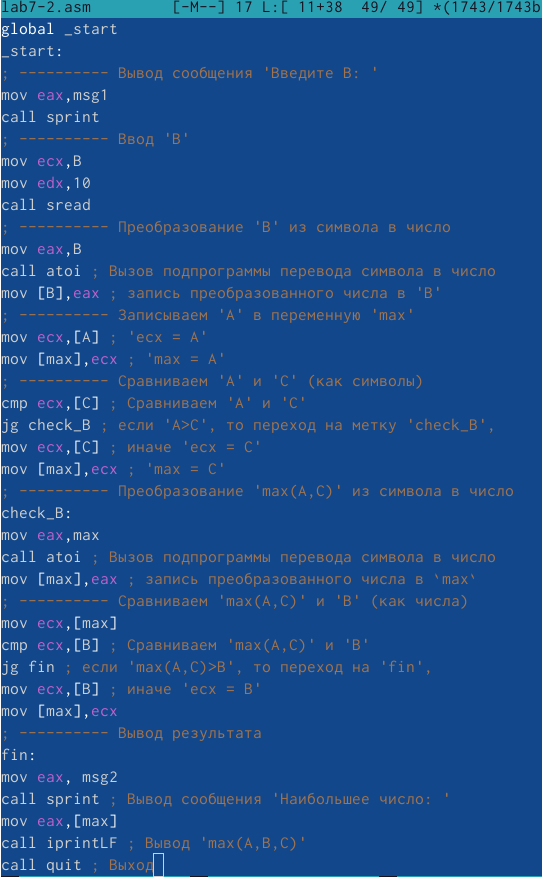 lab7-2.asm [-M--] 17 L:[ 11+38 49/ 49] *(1743/1743b
global _start
_start:
; ---------- Вывод сообщения 'Введите B: '
mov eax,msg1
call sprint
; ---------- Ввод 'B'
mov ecx,B
mov edx,10
call sread
; ---------- Преобразование 'B' из символа в число
mov eax,B
call atoi ; Вызов подпрограммы перевода символа в число
mov [B],eax ; запись преобразованного числа в 'B'
; ---------- Записываем 'A' в переменную 'max'
mov ecx,[A] ; 'ecx = A'
mov [max],ecx ; 'max = A'
; ---------- Сравниваем 'A' и 'С' (как символы)
cmp ecx,[C] ; Сравниваем 'A' и 'С'
jg check_B ; если 'A>C', то переход на метку 'check_B',
mov ecx,[C] ; иначе 'ecx = C'
mov [max],ecx ; 'max = C'
; ---------- Преобразование 'max(A,C)' из символа в число
check_B:
mov eax,max
call atoi ; Вызов подпрограммы перевода символа в число
mov [max],eax ; запись преобразованного числа в `max`
; ---------- Сравниваем 'max(A,C)' и 'B' (как числа)
mov ecx,[max]
cmp ecx,[B] ; Сравниваем 'max(A,C)' и 'B'
jg fin ; если 'max(A,C)>B', то переход на 'fin',
mov ecx,[B] ; иначе 'ecx = B'
mov [max],ecx
; ---------- Вывод результата
fin:
mov eax, msg2
call sprint ; Вывод сообщения 'Наибольшее число: '
mov eax,[max]
call iprintLF ; Вывод 'max(A,B,C)'
call quit ; Выход